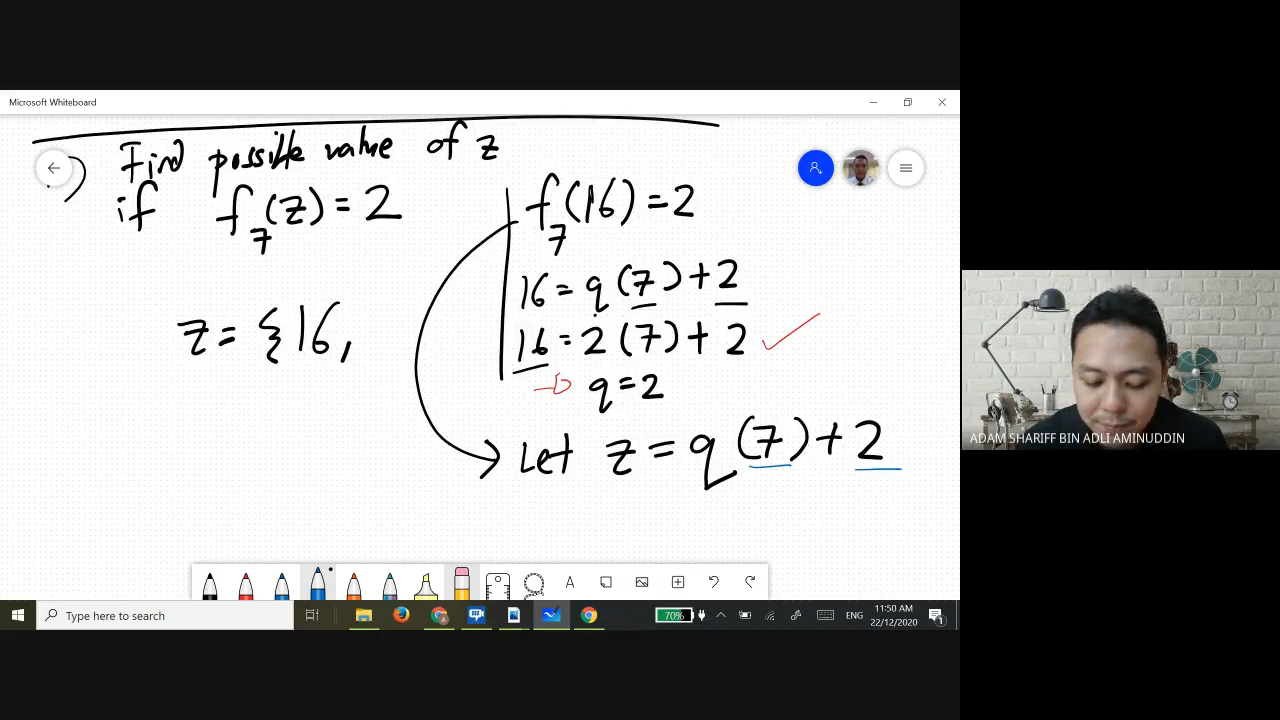 Microsoft Whiteboard
Find possible value of z
if f₇(z) = 2
z = {16,
f₇(16) = 2
16 = q(7) + 2
16 = 2(7) + 2
q = 2
Let z = q(7) + 2
ADAM SHARIFF BIN ADLI AMINUDDIN
A
Type here to search
70%
ENG
11:50 AM
22/12/2020
1